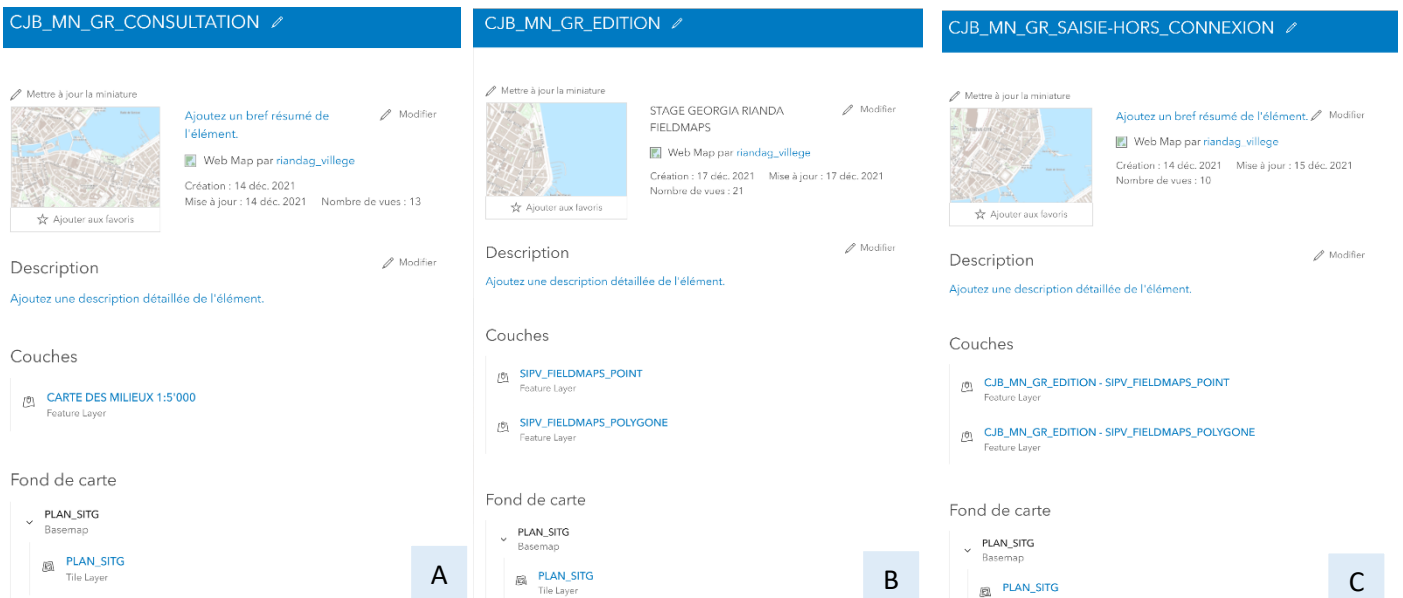 CJB_MN_GR_CONSULTATION
Mettre à jour la miniature
Ajoutez un bref résumé de
l'élément.
Modifier
Web Map par riandag_villege
Création : 14 déc. 2021
Mise à jour : 14 déc. 2021 Nombre de vues : 13
Ajouter aux favoris
Description
Modifier
Ajoutez une description détaillée de l'élément.
Couches
CARTE DES MILIEUX 1:5'000
Feature Layer
Fond de carte
PLAN_SITG
Basemap
PLAN_SITG
Tile Layer
A
CJB_MN_GR_EDITION
Mettre à jour la miniature
STAGE GEORGIA RIANDA
FIELDMAPS
Modifier
Web Map par riandag_villege
Création : 17 déc. 2021 Mise à jour : 17 déc. 2021
Nombre de vues : 21
Ajouter aux favoris
Description
Modifier
Ajoutez une description détaillée de l'élément.
Couches
SIPV_FIELDMAPS_POINT
Feature Layer
SIPV_FIELDMAPS_POLYGONE
Feature Layer
Fond de carte
PLAN_SITG
Basemap
PLAN_SITG
Tile Layer
B
CJB_MN_GR_SAISIE-HORS_CONNEXION
Mettre à jour la miniature
Ajoutez un bref résumé de l'élément.
Modifier
Web Map par riandag_villege
Création : 14 déc. 2021 Mise à jour : 15 déc. 2021
Nombre de vues : 10
Ajouter aux favoris
Description
Modifier
Ajoutez une description détaillée de l'élément.
Couches
CJB_MN_GR_EDITION - SIPV_FIELDMAPS_POINT
Feature Layer
CJB_MN_GR_EDITION - SIPV_FIELDMAPS_POLYGONE
Feature Layer
Fond de carte
PLAN_SITG
Basemap
PLAN_SITG
C